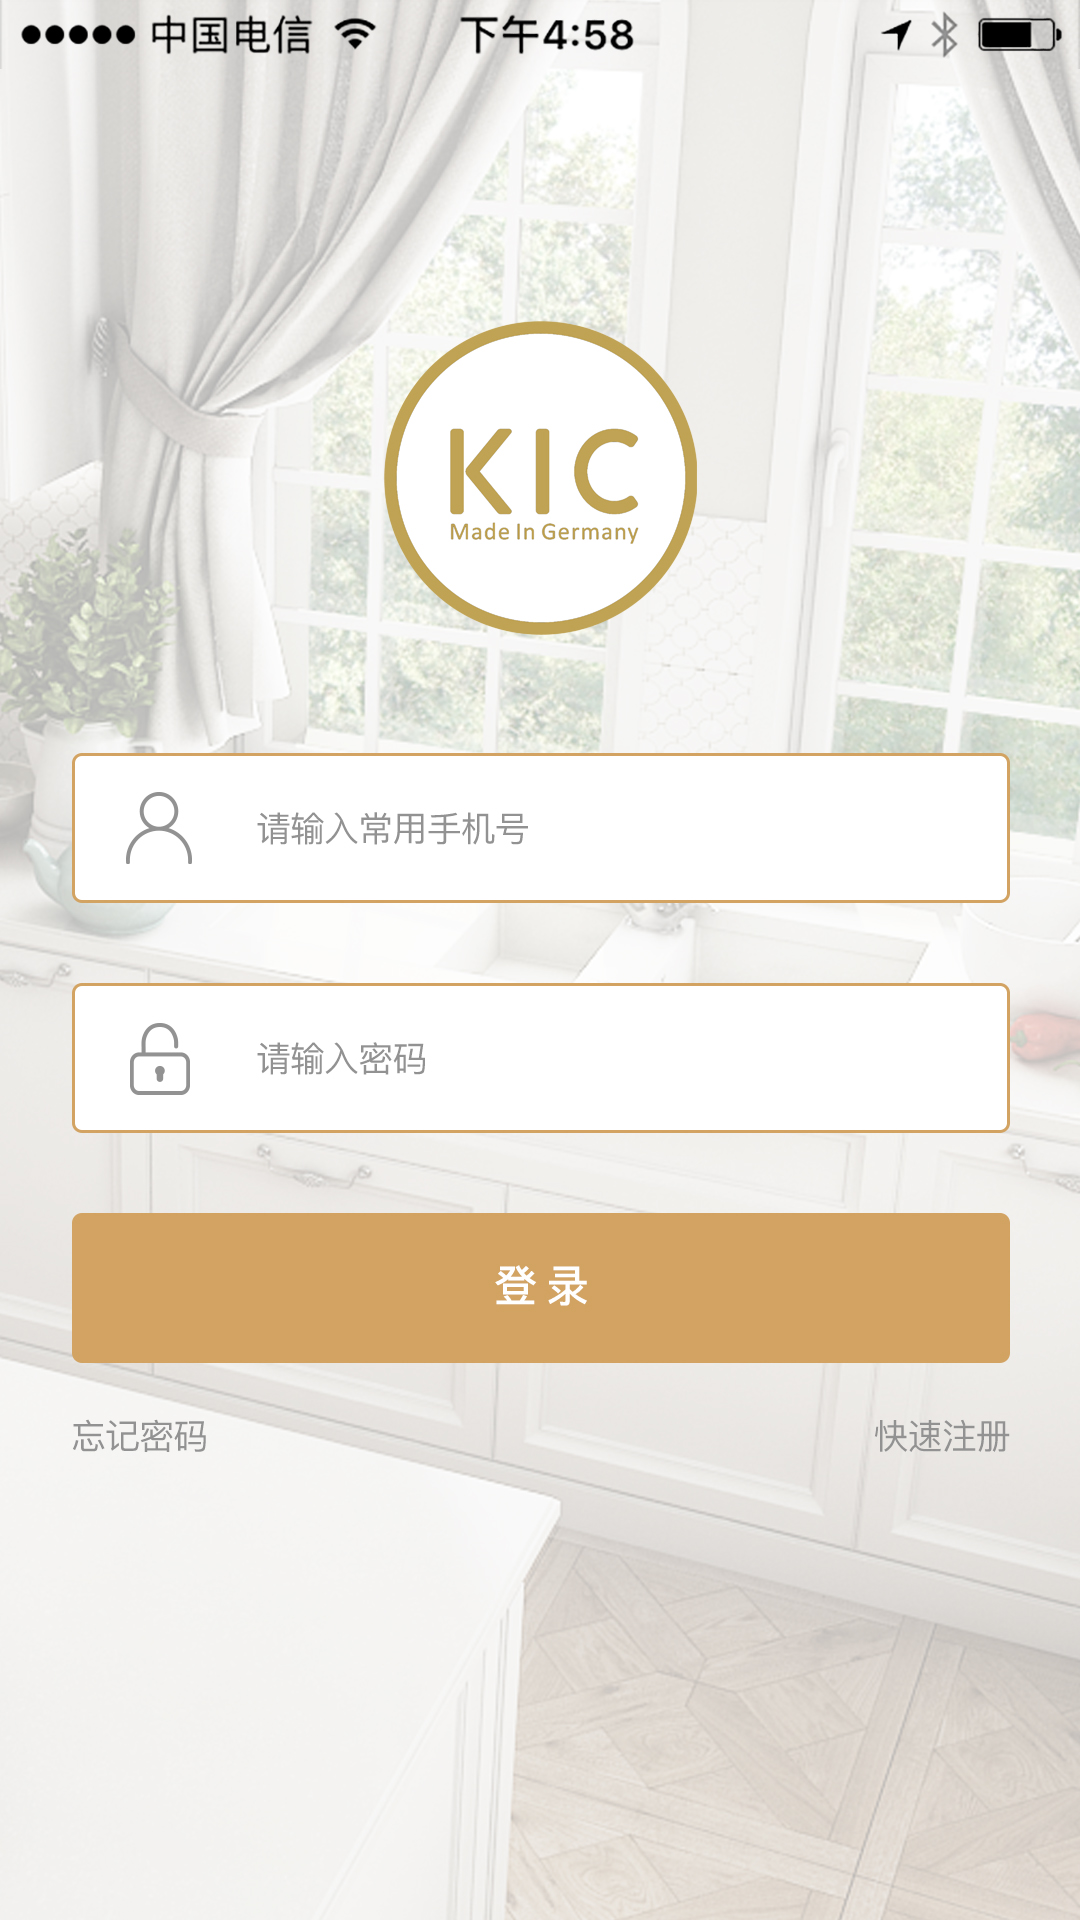 中国电信 下午4:58
KIC
Made In Germany
请输入常用手机号
请输入密码
登 录
忘记密码 快速注册